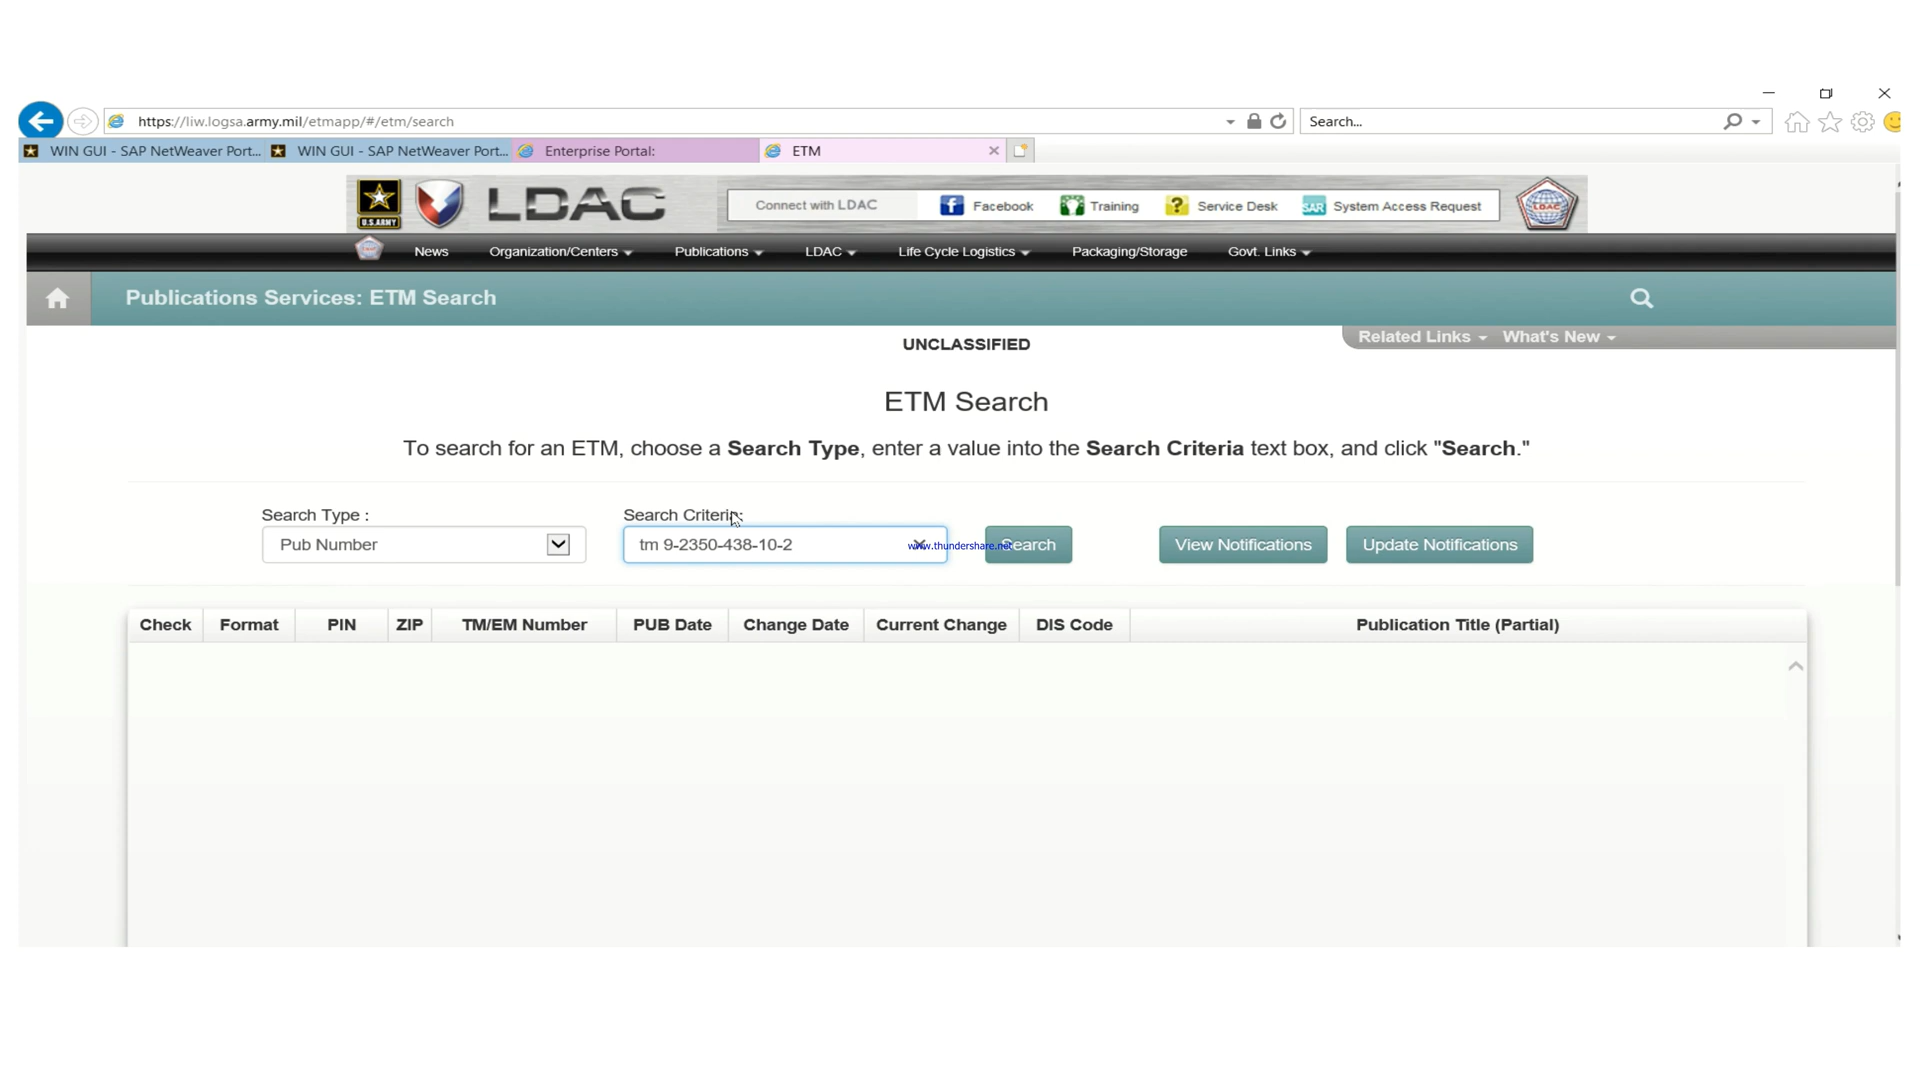 https://liw.logsa.army.mil/etmapp/#/etm/search
Search...
WIN GUI - SAP NetWeaver Port...
WIN GUI - SAP NetWeaver Port...
Enterprise Portal:
ETM
U.S.ARMY
LDAC
Connect with LDAC
Facebook
Training
Service Desk
SAR
System Access Request
LDAC
News
Organization/Centers
Publications
LDAC
Life Cycle Logistics
Packaging/Storage
Govt. Links
Publications Services: ETM Search
Related Links
What's New
UNCLASSIFIED
ETM Search
To search for an ETM, choose a Search Type, enter a value into the Search Criteria text box, and click "Search."
Search Type :
Search Criteria:
Pub Number
tm 9-2350-438-10-2
www.thundershare.net
Search
View Notifications
Update Notifications
Check
Format
PIN
ZIP
TM/EM Number
PUB Date
Change Date
Current Change
DIS Code
Publication Title (Partial)